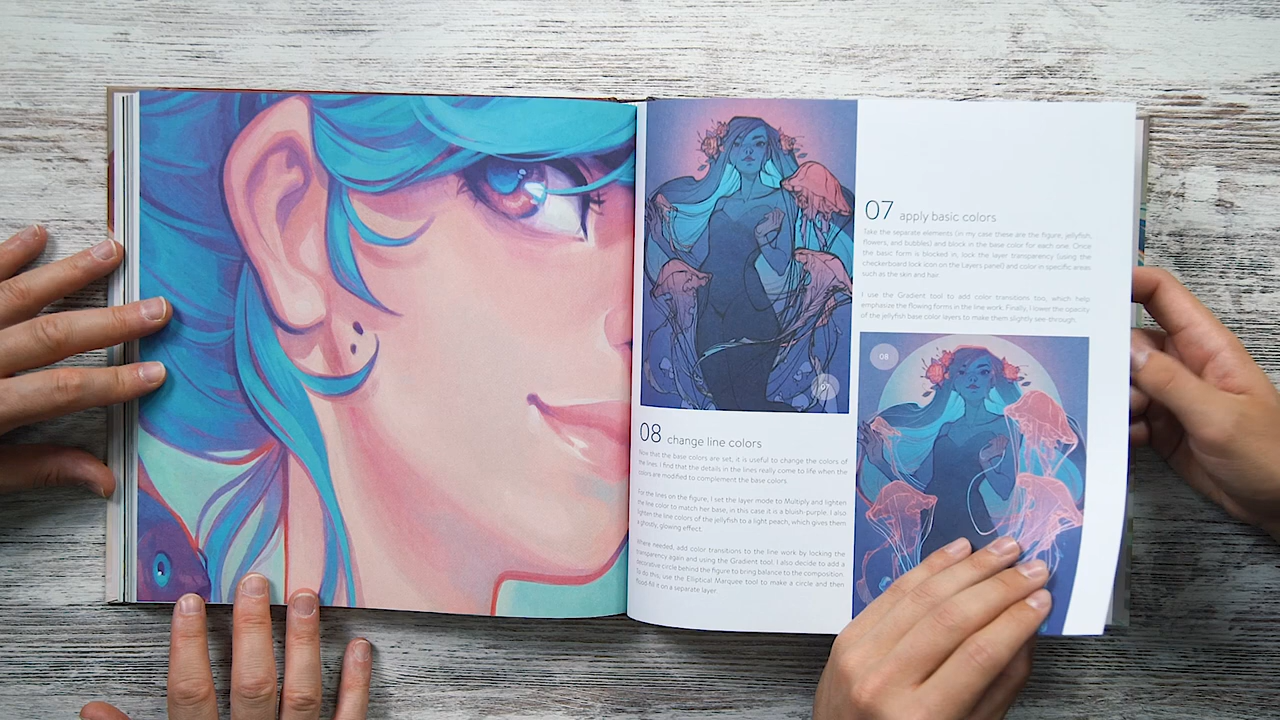 07 apply basic colors
Take the separate elements (in my case these are the figure, jellyfish,
flowers, and bubbles) and block in the base color for each one. Once
the basic form is blocked in, lock the layer transparency (using the
checkerboard lock icon on the Layers panel) and color in specific areas
such as the skin and hair.
I use the Gradient tool to add color transitions too, which help
emphasize the flowing forms in the line work. Finally, I lower the opacity
of the jellyfish base color layers to make them slightly see-through.
08 change line colors
Now that the base colors are set, it is useful to change the colors of
the lines. I find that the details in the lines really come to life when the
colors are modified to complement the base colors.
For the lines on the figure, I set the layer mode to Multiply and lighten
the line color to match her base, in this case it is a bluish-purple. I also
lighten the line colors of the jellyfish to a light peach, which gives them
a ghostly, glowing effect.
Where needed, add color transitions to the line work by locking the
transparency again and using the Gradient tool. I also decide to add a
decorative circle behind the figure to bring balance to the composition.
To do this, use the Elliptical Marquee tool to make a circle and then
flood-fill it on a separate layer.
08